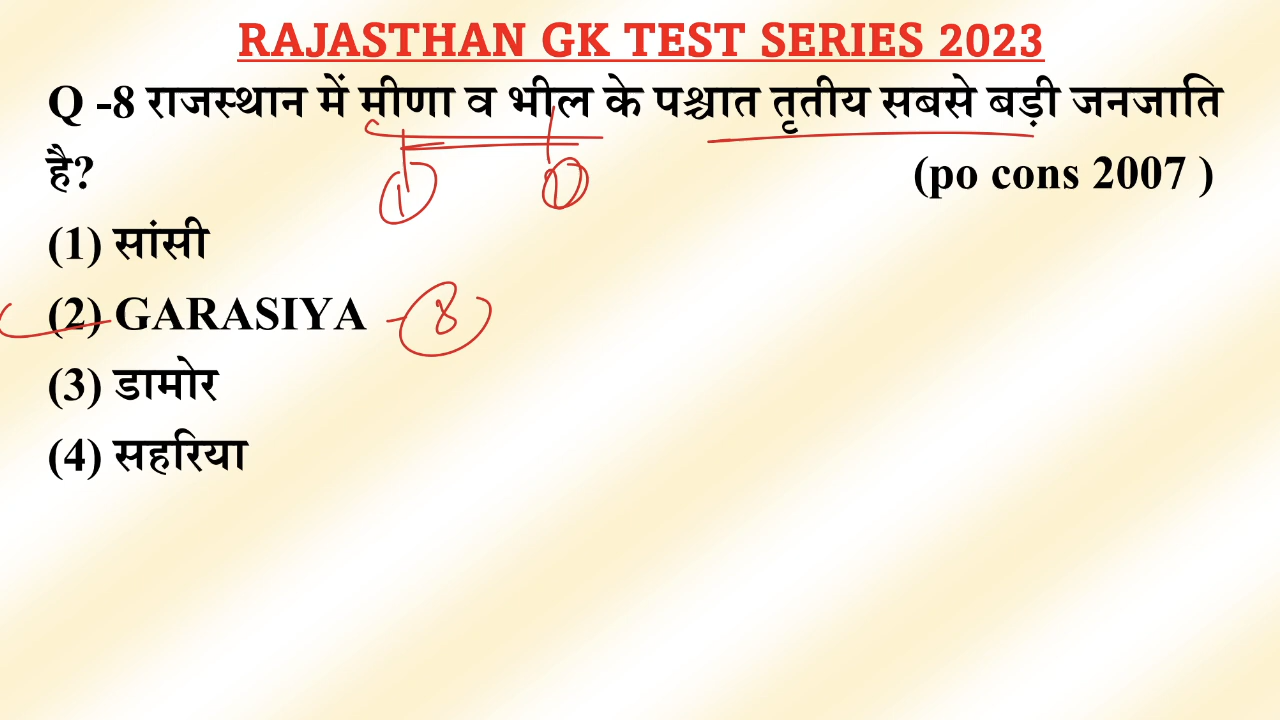 RAJASTHAN GK TEST SERIES 2023
Q -8 राजस्थान में मीणा व भील के पश्चात तृतीय सबसे बड़ी जनजाति
है? (po cons 2007 )
(1) सांसी
(2) GARASIYA
(3) डामोर
(4) सहरिया